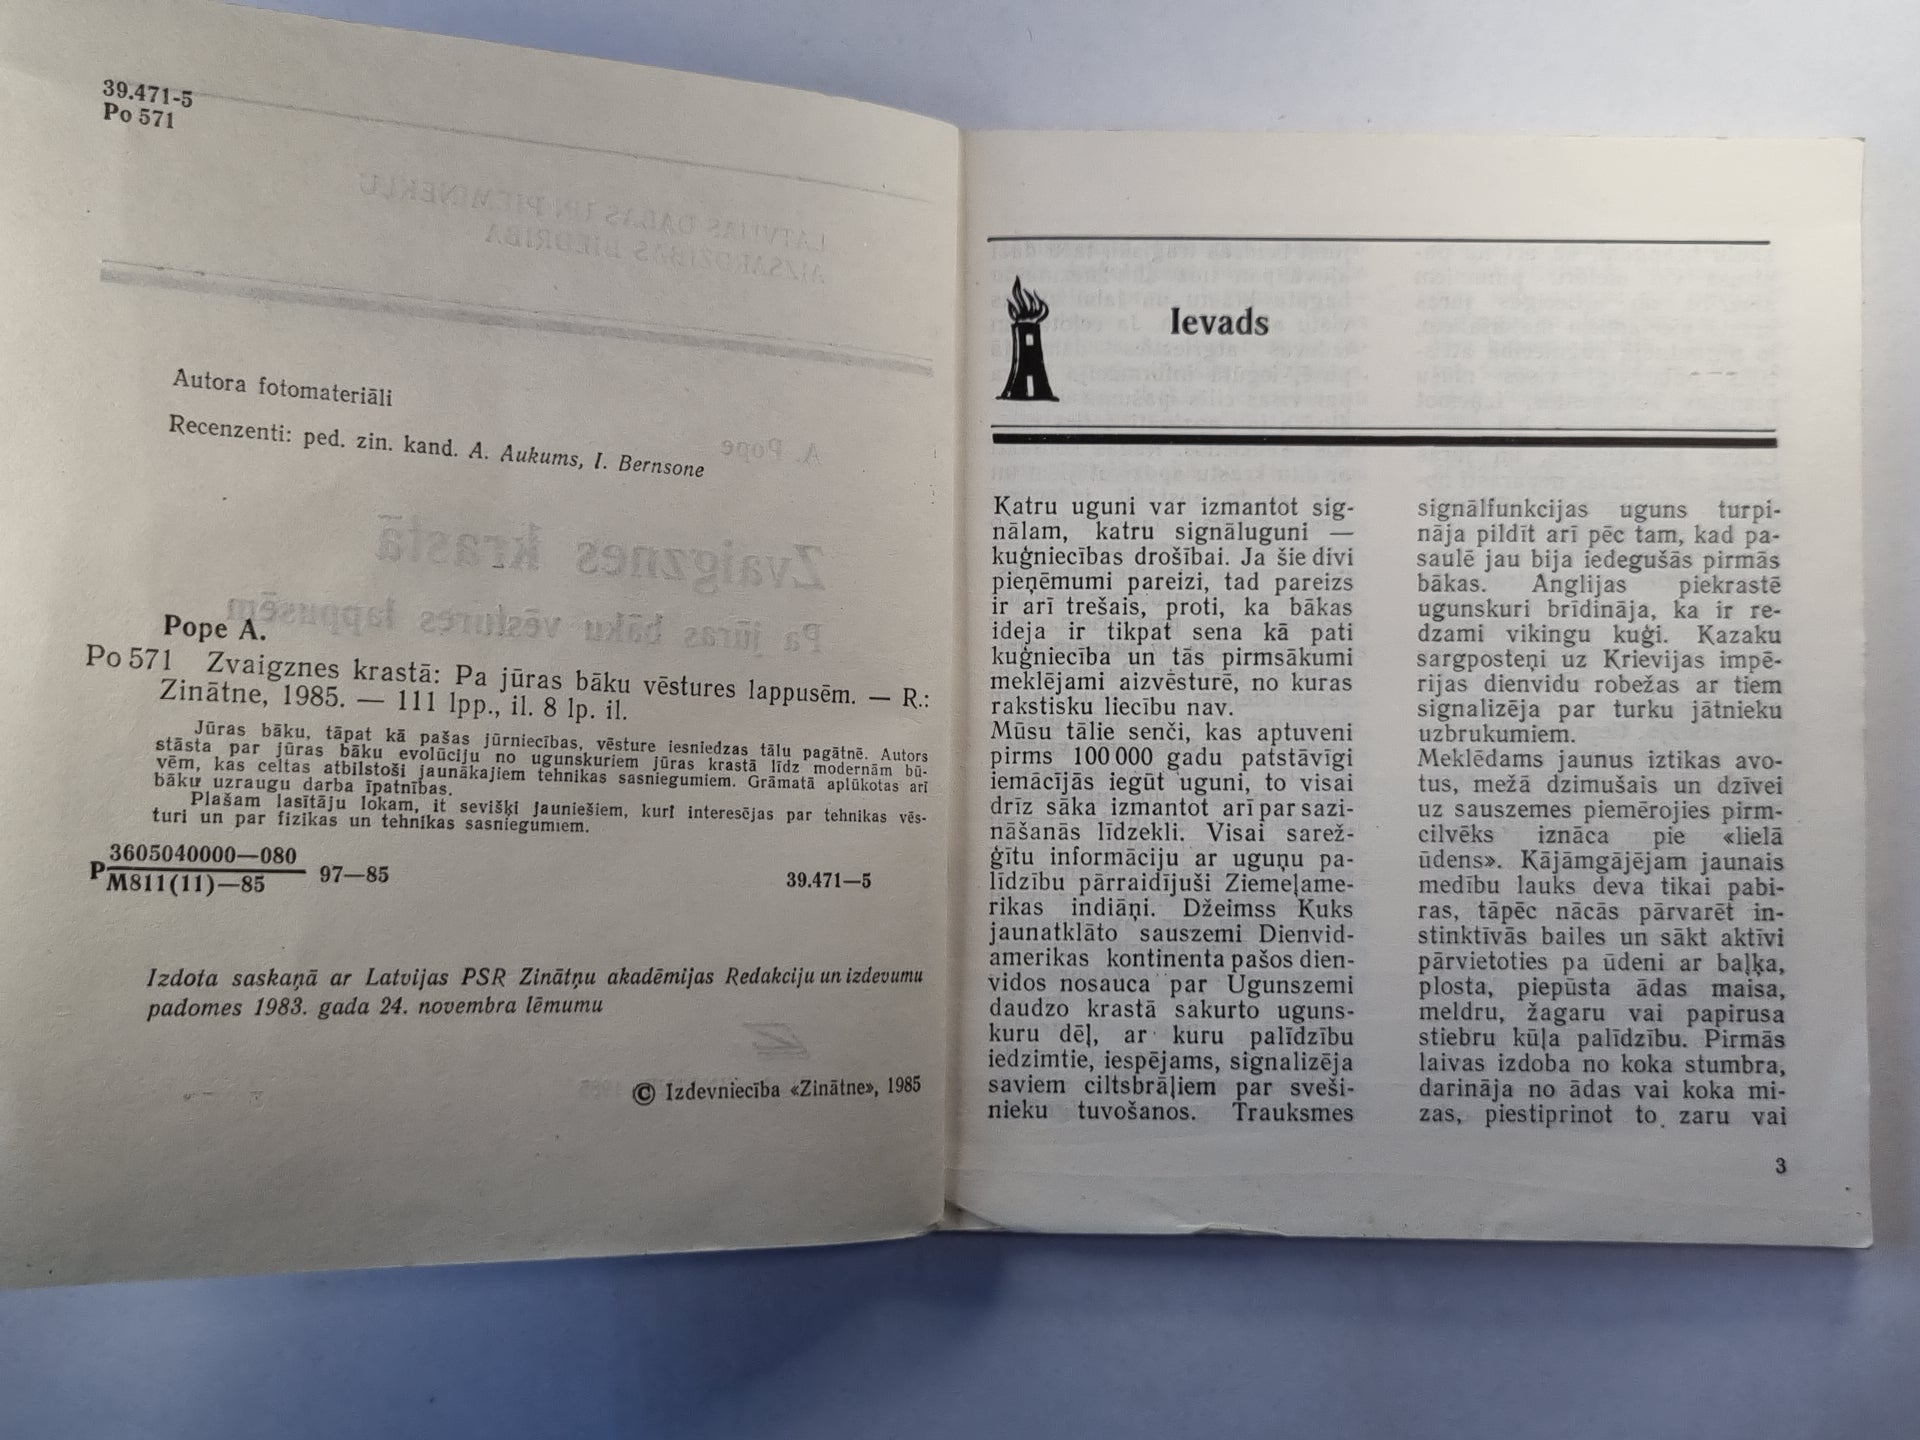 39.471-5
Po 571
Autora fotomateriāli
Recenzenti: ped. zin. kand. A. Aukums, I. Bernsone
Pope A.
Po 571 Zvaigznes krastā: Pa jūras bāku vēstures lappusēm. — R.:
Zinātne, 1985. — 111 lpp., il. 8 lp. il.
Jūras bāku, tāpat kā pašas jūrniecības, vēsture iesniedzas tālu pagātnē. Autors
stāsta par jūras bāku evolūciju no ugunskuriem jūras krastā līdz modernām bū-
vēm, kas celtas atbilstoši jaunākajiem tehnikas sasniegumiem. Grāmatā aplūkotas arī
bāku uzraugu darba īpatnības.
Plašam lasītāju lokam, it sevišķi jauniešiem, kuri interesējas par tehnikas vēs-
turi un par fizikas un tehnikas sasniegumiem.
P 3605040000—080
M811(11)—85 97—85 39.471—5
Izdota saskaņā ar Latvijas PSR Zinātņu akadēmijas Redakciju un izdevumu
padomes 1983. gada 24. novembra lēmumu
© Izdevniecība «Zinātne», 1985
Ievads
Katru uguni var izmantot sig-
nālam, katru signāluguni —
kuģniecības drošībai. Ja šie divi
pieņēmumi pareizi, tad pareizs
ir arī trešais, proti, ka bākas
ideja ir tikpat sena kā pati
kuģniecība un tās pirmsākumi
meklējami aizvēsturē, no kuras
rakstisku liecību nav.
Mūsu tālie senči, kas aptuveni
pirms 100 000 gadu patstāvīgi
iemācījās iegūt uguni, to visai
drīz sāka izmantot arī par sazi-
nāšanās līdzekli. Visai sarež-
ģītu informāciju ar uguņu pa-
līdzību pārraidījuši Ziemeļame-
rikas indiāņi. Džeimss Kuks
jaunatklāto sauszemi Dienvid-
amerikas kontinenta pašos dien-
vidos nosauca par Ugunszemi
daudzo krastā sakurto uguns-
kuru dēļ, ar kuru palīdzību
iedzimtie, iespējams, signalizēja
saviem ciltsbrāļiem par sveši-
nieku tuvošanos. Trauksmes
signālfunkcijas uguns turpi-
nāja pildīt arī pēc tam, kad pa-
saulē jau bija iedegušās pirmās
bākas. Anglijas piekrastē
ugunskuri brīdināja, ka ir re-
dzami vikingu kuģi. Kazaku
sargposteņi uz Krievijas impē-
rijas dienvidu robežas ar tiem
signalizēja par turku jātnieku
uzbrukumiem.
Meklēdams jaunus iztikas avo-
tus, mežā dzimušais un dzīvei
uz sauszemes piemērojies pirm-
cilvēks iznāca pie «lielā
ūdens». Kājāmgājējam jaunais
medību lauks deva tikai pabi-
ras, tāpēc nācās pārvarēt in-
stinktīvās bailes un sākt aktīvi
pārvietoties pa ūdeni ar baļķa,
plosta, piepūsta ādas maisa,
meldru, žagaru vai papirusa
stiebru kūļa palīdzību. Pirmās
laivas izdoba no koka stumbra,
darināja no ādas vai koka mi-
zas, piestiprinot to zaru vai
3